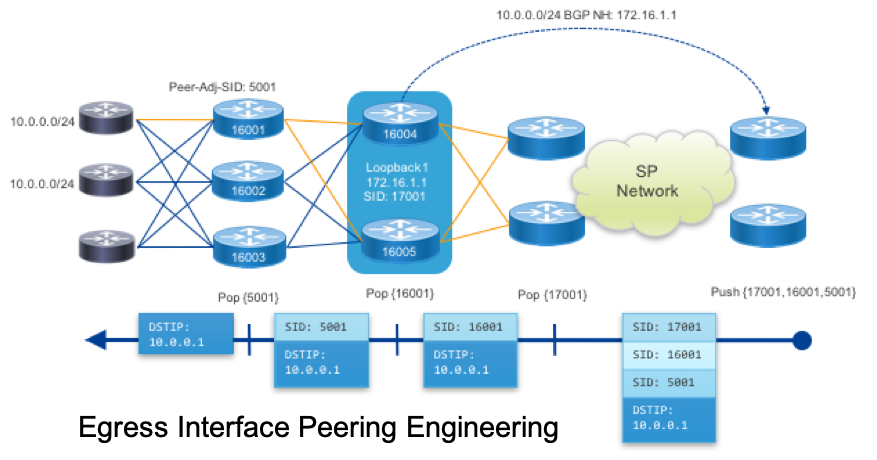 10.0.0.0/24 BGP NH: 172.16.1.1
Peer-Adj-SID: 5001
10.0.0.0/24
16001
16004
10.0.0.0/24
16002
Loopback1
172.16.1.1
SID: 17001
SP
Network
16003
16005
Pop {5001}
Pop {16001}
Pop {17001}
Push {17001,16001,5001}
DSTIP:
10.0.0.1
SID: 5001
DSTIP:
10.0.0.1
SID: 16001
DSTIP:
10.0.0.1
SID: 17001
SID: 16001
SID: 5001
DSTIP:
10.0.0.1
Egress Interface Peering Engineering